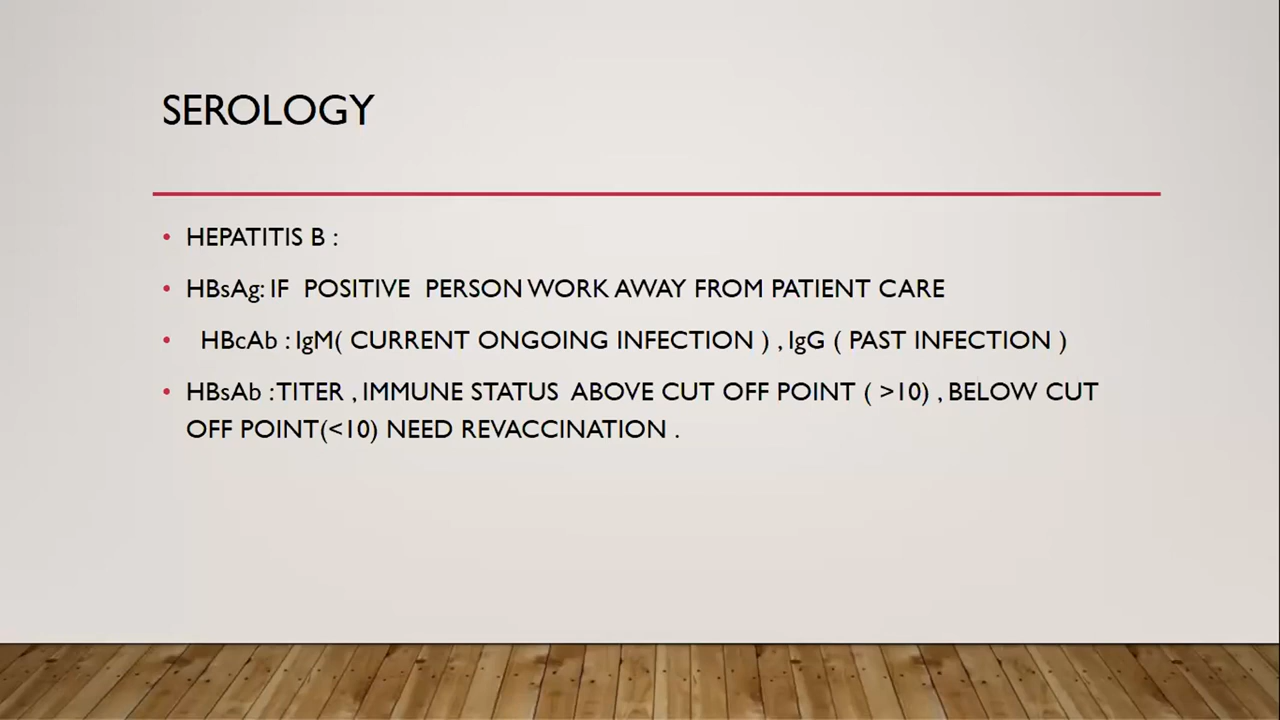 SEROLOGY
HEPATITIS B :
HBsAg: IF POSITIVE PERSON WORK AWAY FROM PATIENT CARE
HBcAb : IgM( CURRENT ONGOING INFECTION ) , IgG ( PAST INFECTION )
HBsAb : TITER , IMMUNE STATUS ABOVE CUT OFF POINT ( >10) , BELOW CUT
OFF POINT(<10) NEED REVACCINATION .